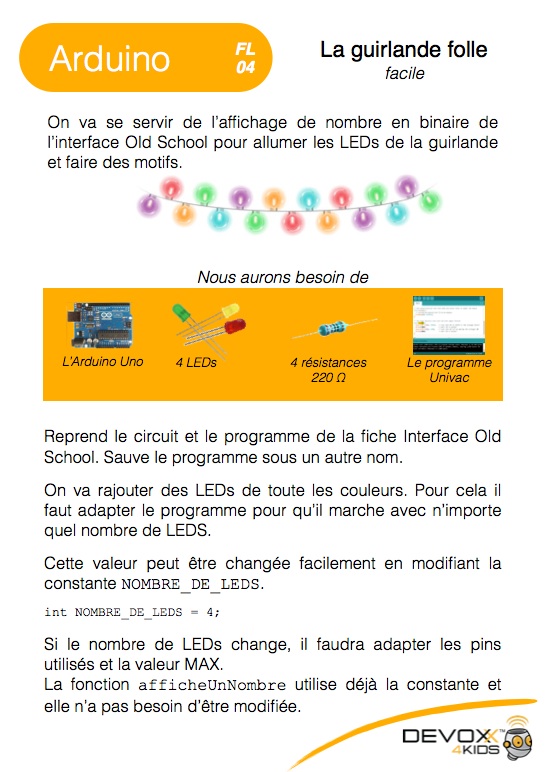 Arduino
FL
04
La guirlande folle
facile
On va se servir de l'affichage de nombre en binaire de
l'interface Old School pour allumer les LEDs de la guirlande
et faire des motifs.
Nous aurons besoin de
L'Arduino Uno
4 LEDs
4 résistances
220 Ω
Le programme
Univac
Reprend le circuit et le programme de la fiche Interface Old
School. Sauve le programme sous un autre nom.
On va rajouter des LEDs de toute les couleurs. Pour cela il
faut adapter le programme pour qu'il marche avec n'importe
quel nombre de LEDS.
Cette valeur peut être changée facilement en modifiant la
constante NOMBRE_DE_LEDS.
int NOMBRE_DE_LEDS = 4;
Si le nombre de LEDs change, il faudra adapter les pins
utilisés et la valeur MAX.
La fonction afficheUnNombre utilise déjà la constante et
elle n'a pas besoin d'être modifiée.
DEVOXX™
4KIDS